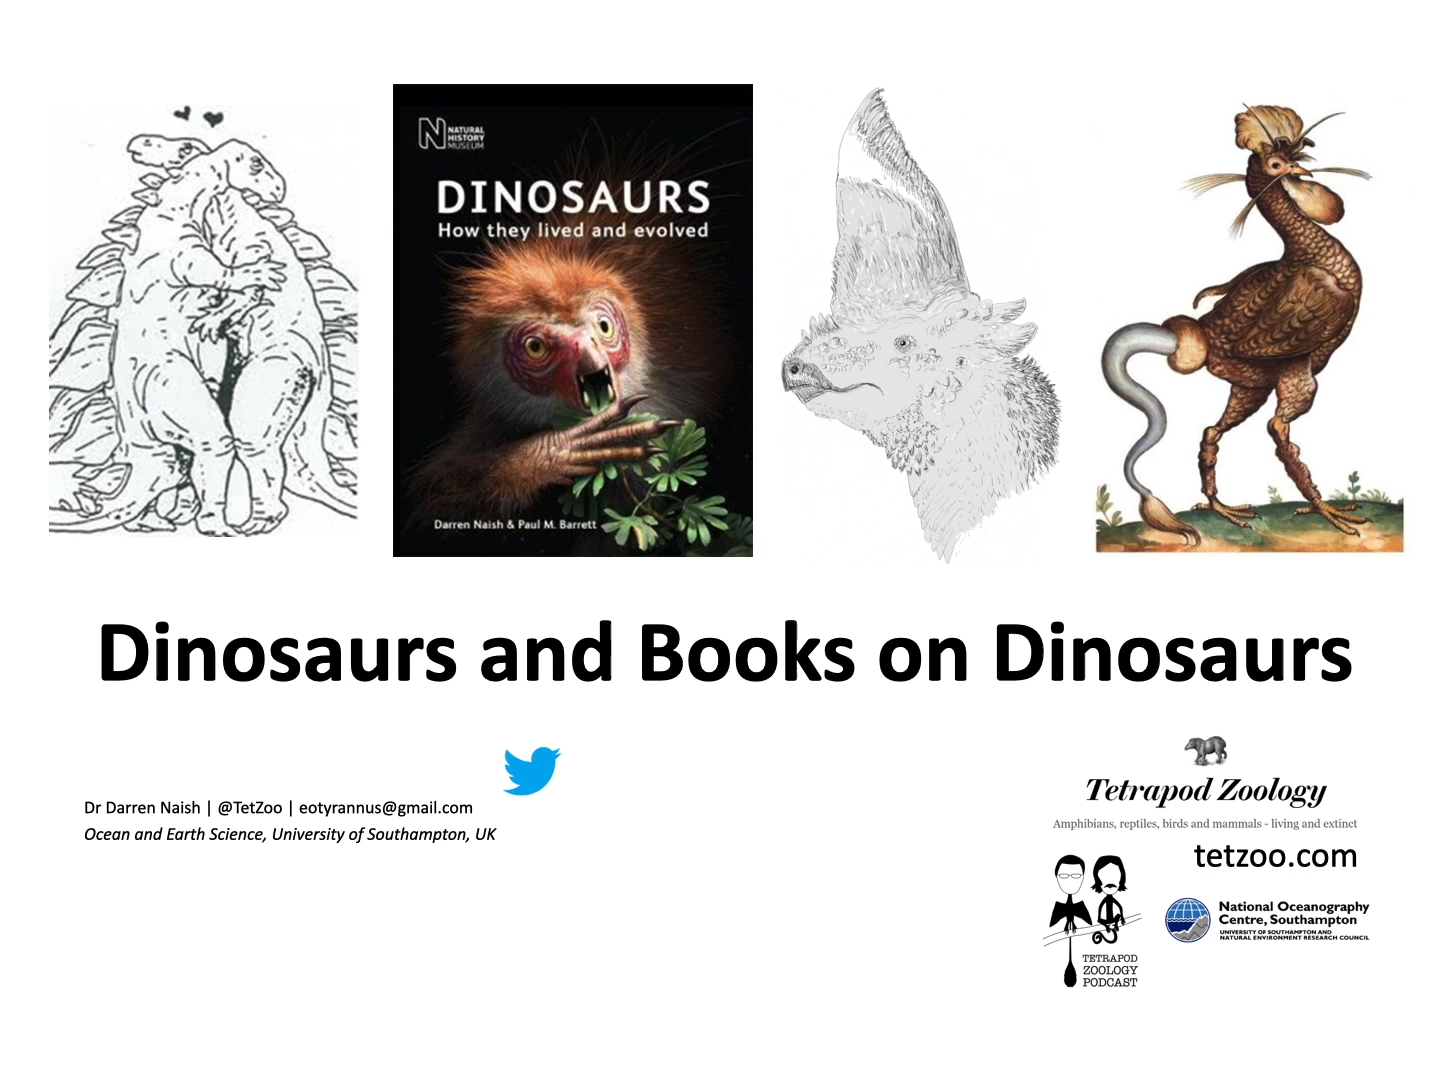 NATURAL
HISTORY
MUSEUM
DINOSAURS
How they lived and evolved
Darren Naish & Paul M. Barrett
Dinosaurs and Books on Dinosaurs
Dr Darren Naish | @TetZoo | eotyrannus@gmail.com
Ocean and Earth Science, University of Southampton, UK
Tetrapod Zoology
Amphibians, reptiles, birds and mammals - living and extinct
tetzoo.com
TETRAPOD
ZOOLOGY
PODCAST
National Oceanography
Centre, Southampton
UNIVERSITY OF SOUTHAMPTON AND
NATURAL ENVIRONMENT RESEARCH COUNCIL